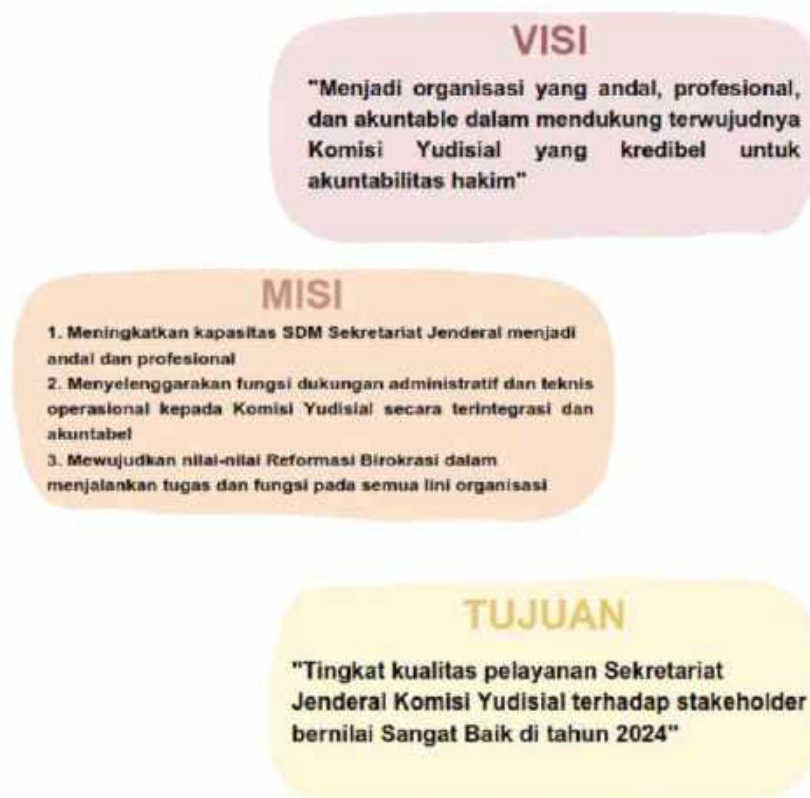 VISI
"Menjadi organisasi yang andal, profesional,
dan akuntable dalam mendukung terwujudnya
Komisi Yudisial yang kredibel untuk
akuntabilitas hakim"
MISI
1. Meningkatkan kapasitas SDM Sekretariat Jenderal menjadi
andal dan profesional
2. Menyelenggarakan fungsi dukungan administratif dan teknis
operasional kepada Komisi Yudisial secara terintegrasi dan
akuntabel
3. Mewujudkan nilai-nilai Reformasi Birokrasi dalam
menjalankan tugas dan fungsi pada semua lini organisasi
TUJUAN
"Tingkat kualitas pelayanan Sekretariat
Jenderal Komisi Yudisial terhadap stakeholder
bernilai Sangat Baik di tahun 2024"